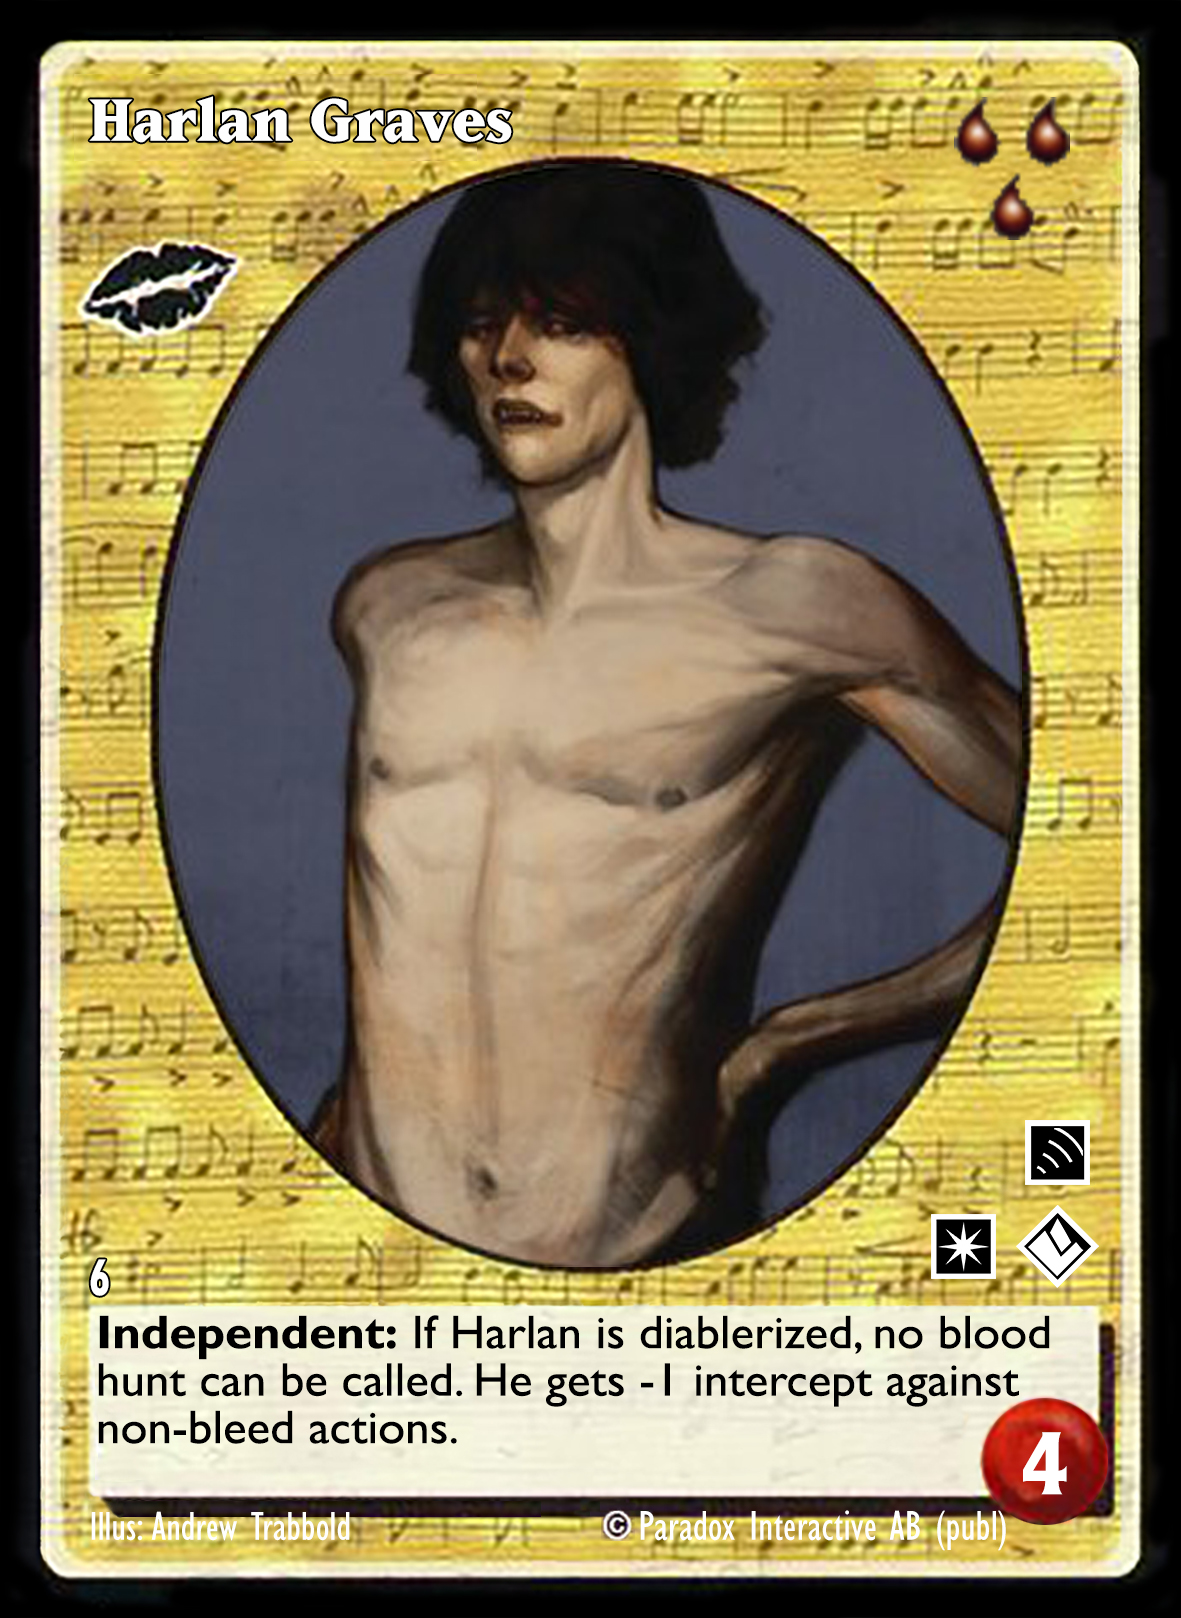 Harlan Graves
6
Independent: If Harlan is diablerized, no blood
hunt can be called. He gets -1 intercept against
non-bleed actions.
4
Illus: Andrew Trabbold
© Paradox Interactive AB (publ)